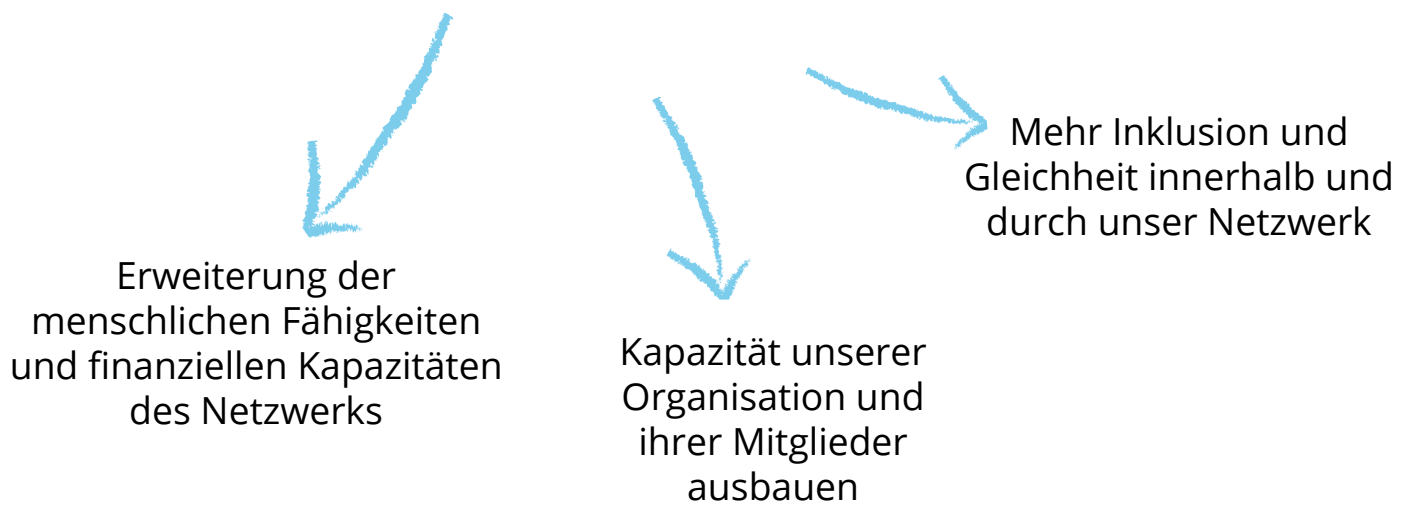 Erweiterung der
menschlichen Fähigkeiten
und finanziellen Kapazitäten
des Netzwerks
Kapazität unserer
Organisation und
ihrer Mitglieder
ausbauen
Mehr Inklusion und
Gleichheit innerhalb und
durch unser Netzwerk